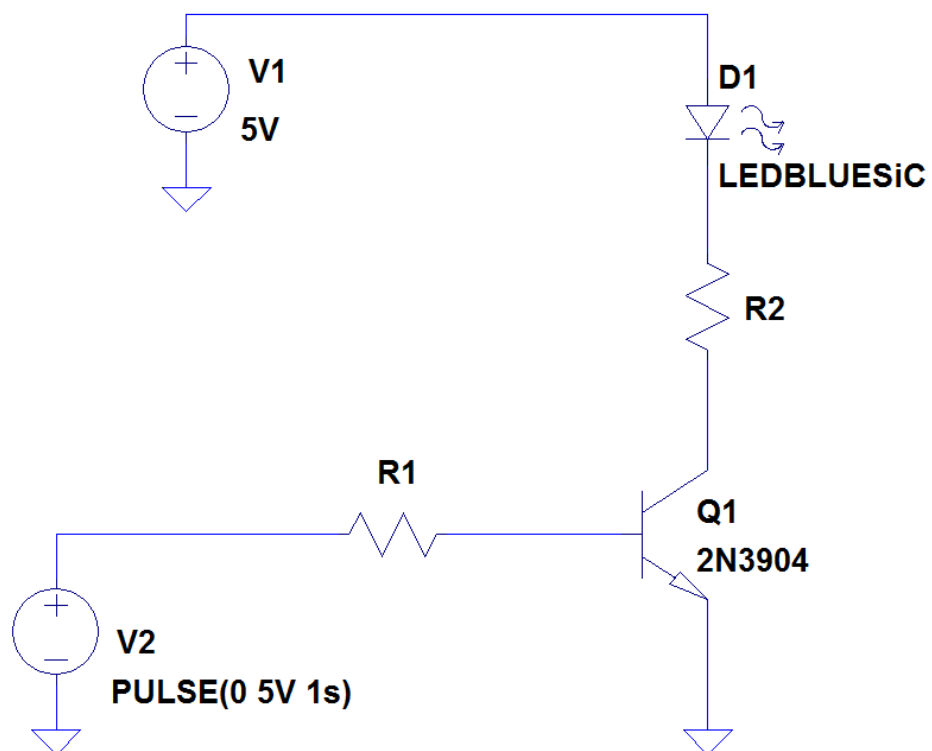 V1
5V
D1
LEDBLUESiC
R2
R1
Q1
2N3904
V2
PULSE(0 5V 1s)